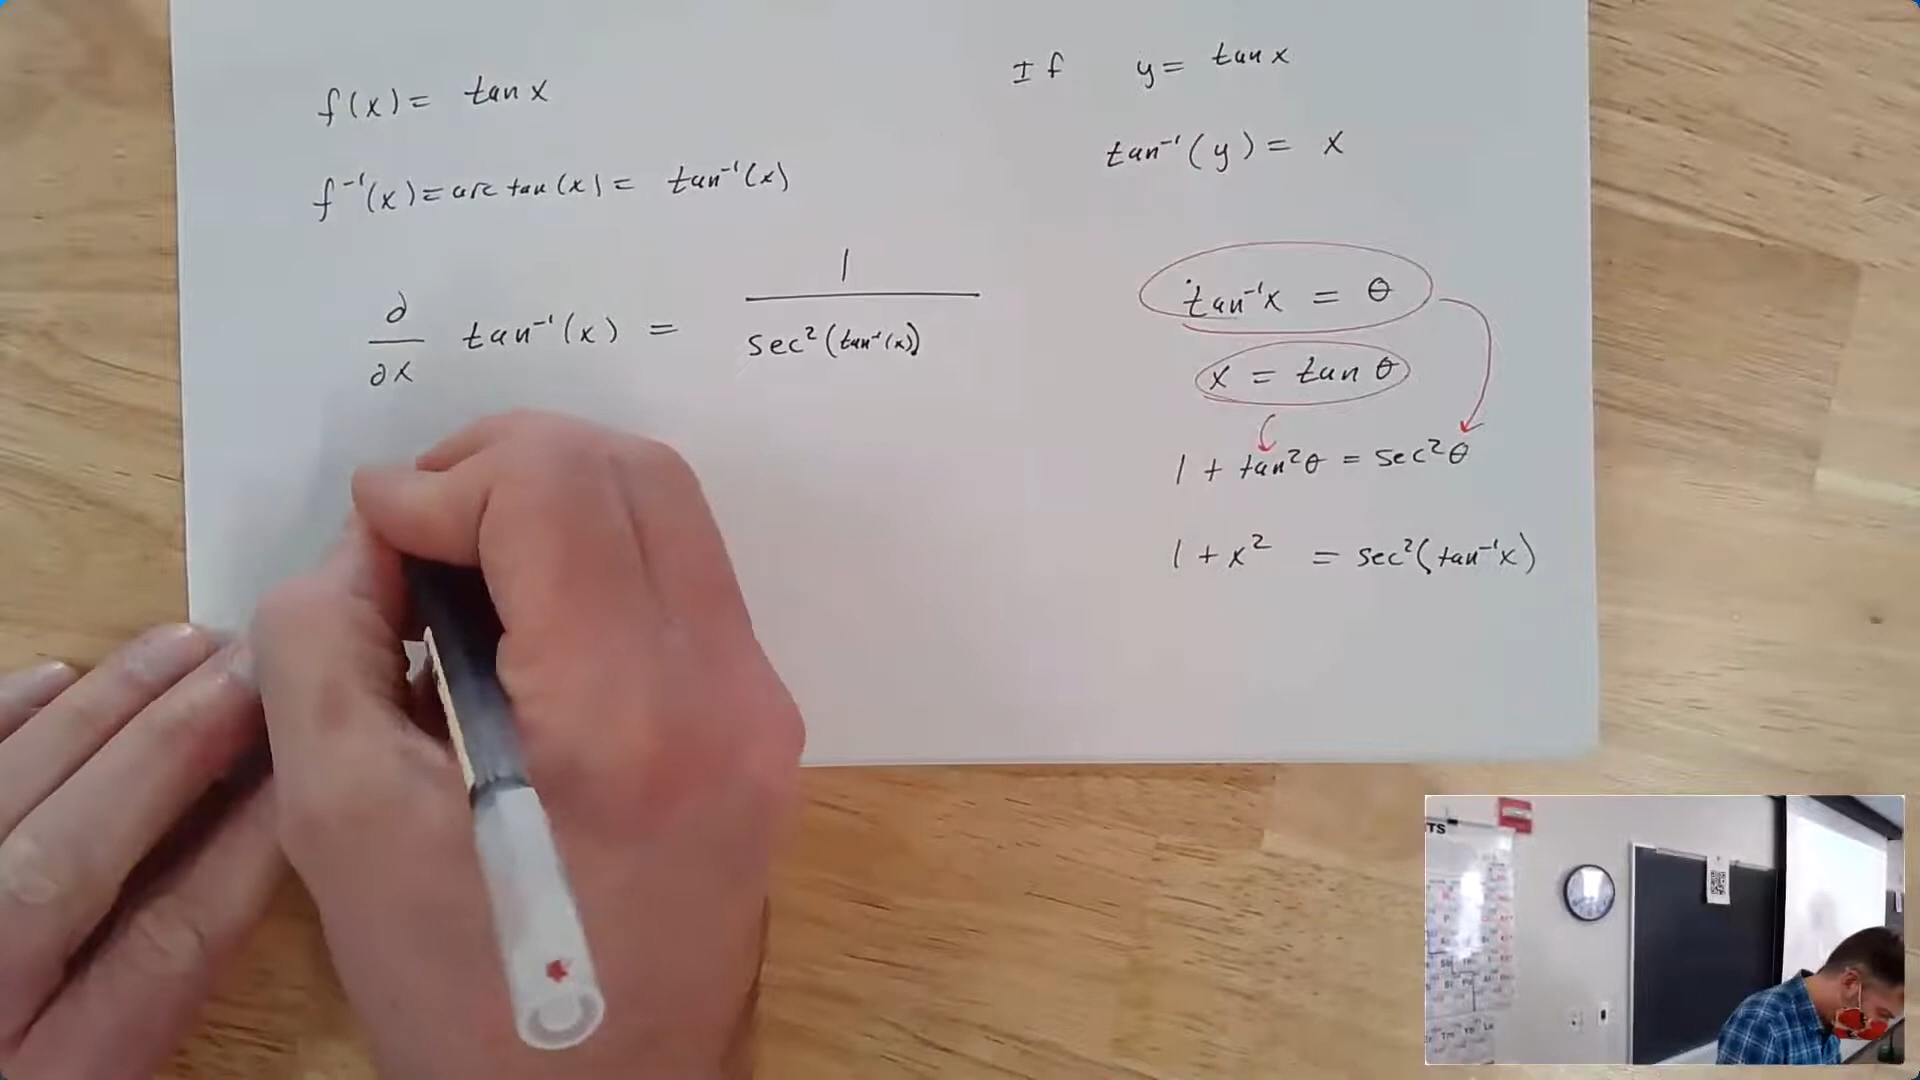 f(x) = tan x
f⁻¹(x) = arc tan(x) = tan⁻¹(x)
∂/∂x tan⁻¹(x) = 1/sec²(tan⁻¹(x))
If y = tan x
tan⁻¹(y) = x
tan⁻¹x = θ
x = tan θ
1 + tan²θ = sec²θ
1 + x² = sec²(tan⁻¹x)
TS